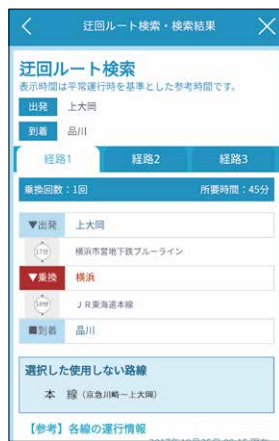 迂回ルート検索・検索結果
迂回ルート検索
表示時間は平常運行時を基準とした参考時間です。
出発 上大岡
到着 品川
経路1 経路2 経路3
乗換回数：1回 所要時間：45分
▼出発 上大岡
横浜市営地下鉄ブルーライン
▼乗換 横浜
ＪＲ東海道本線
■到着 品川
選択した使用しない路線
本 線（京急川崎～上大岡）
【参考】各線の運行情報